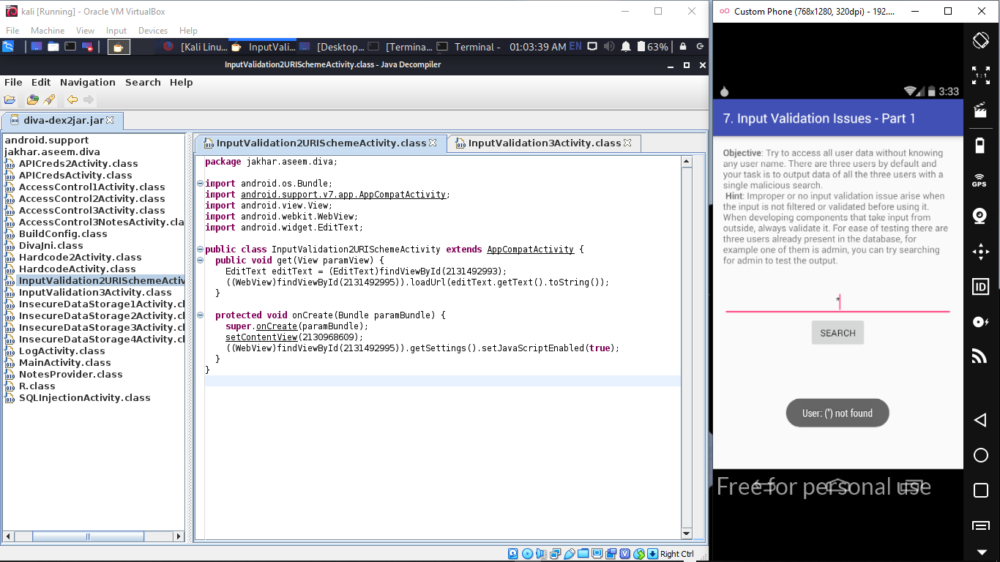 kali [Running] - Oracle VM VirtualBox
File Machine View Input Devices Help
[Kali Linu... InputVali... [Desktop... [Termina... Terminal - 01:03:39 AM EN 63%
InputValidation2URISchemeActivity.class - Java Decompiler
File Edit Navigation Search Help
diva-dex2jar.jar
android.support
jakhar.aseem.diva
APICreds2Activity.class
APICredsActivity.class
AccessControl1Activity.class
AccessControl2Activity.class
AccessControl3Activity.class
AccessControl3NotesActivity.cla
BuildConfig.class
DivaJni.class
Hardcode2Activity.class
HardcodeActivity.class
InputValidation2URISchemeActiv
InputValidation3Activity.class
InsecureDataStorage1Activity.cl
InsecureDataStorage2Activity.cl
InsecureDataStorage3Activity.cl
InsecureDataStorage4Activity.cl
LogActivity.class
MainActivity.class
NotesProvider.class
R.class
SQLInjectionActivity.class
InputValidation2URISchemeActivity.class InputValidation3Activity.class
package jakhar.aseem.diva;
import android.os.Bundle;
import android.support.v7.app.AppCompatActivity;
import android.view.View;
import android.webkit.WebView;
import android.widget.EditText;
public class InputValidation2URISchemeActivity extends AppCompatActivity {
public void get(View paramView) {
EditText editText = (EditText)findViewById(2131492993);
((WebView)findViewById(2131492995)).loadUrl(editText.getText().toString());
}
protected void onCreate(Bundle paramBundle) {
super.onCreate(paramBundle);
setContentView(2130968609);
((WebView)findViewById(2131492995)).getSettings().setJavaScriptEnabled(true);
}
}
Right Ctrl
Custom Phone (768x1280, 320dpi) - 192....
3:33
7. Input Validation Issues - Part 1
Objective: Try to access all user data without knowing
any user name. There are three users by default and
your task is to output data of all the three users with a
single malicious search.
Hint: Improper or no input validation issue arise when
the input is not filtered or validated before using it.
When developing components that take input from
outside, always validate it. For ease of testing there are
three users already present in the database, for
example one of them is admin, you can try searching
for admin to test the output.
"
SEARCH
User: (") not found
Free for personal use
1:1
GPS
ID